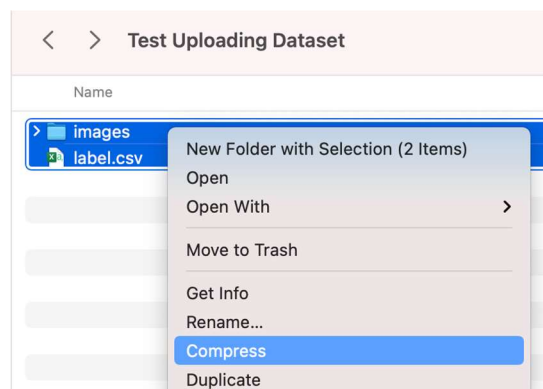 Test Uploading Dataset
Name
images
label.csv
New Folder with Selection (2 Items)
Open
Open With
Move to Trash
Get Info
Rename...
Compress
Duplicate